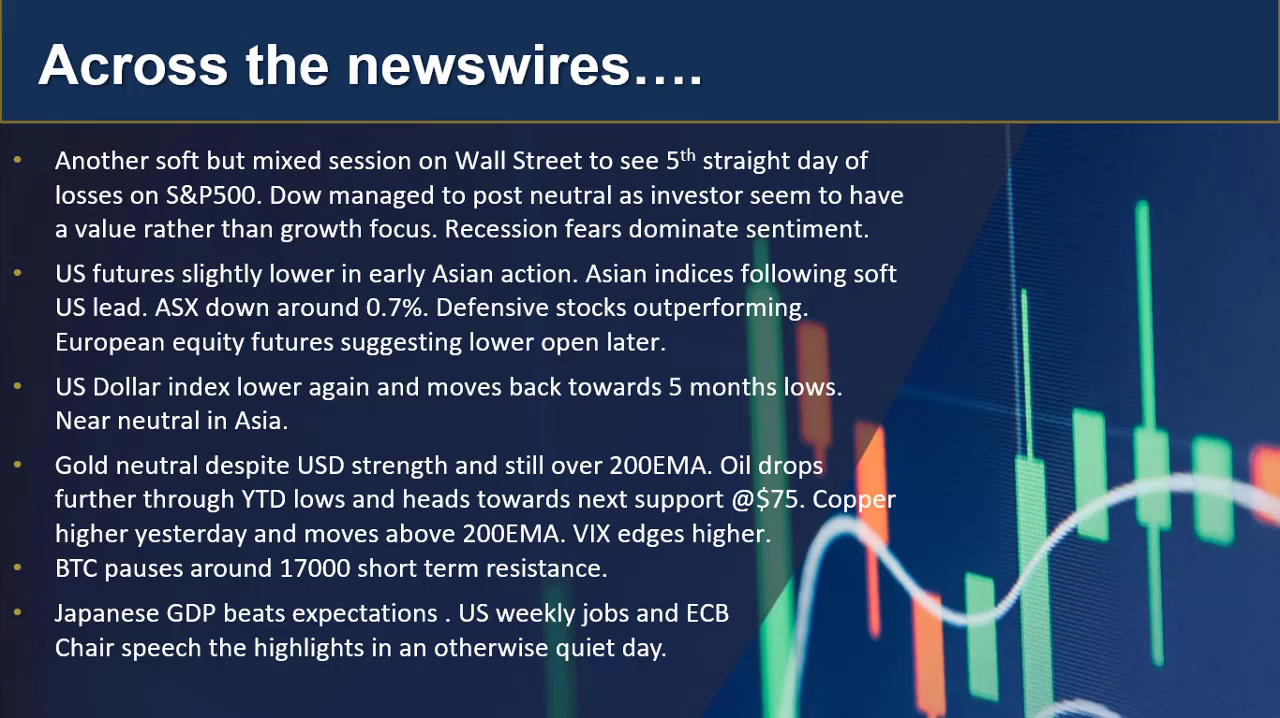 Across the newswires....
• Another soft but mixed session on Wall Street to see 5th straight day of
losses on S&P500. Dow managed to post neutral as investor seem to have
a value rather than growth focus. Recession fears dominate sentiment.
• US futures slightly lower in early Asian action. Asian indices following soft
US lead. ASX down around 0.7%. Defensive stocks outperforming.
European equity futures suggesting lower open later.
• US Dollar index lower again and moves back towards 5 months lows.
Near neutral in Asia.
• Gold neutral despite USD strength and still over 200EMA. Oil drops
further through YTD lows and heads towards next support @$75. Copper
higher yesterday and moves above 200EMA. VIX edges higher.
• BTC pauses around 17000 short term resistance.
• Japanese GDP beats expectations . US weekly jobs and ECB
Chair speech the highlights in an otherwise quiet day.